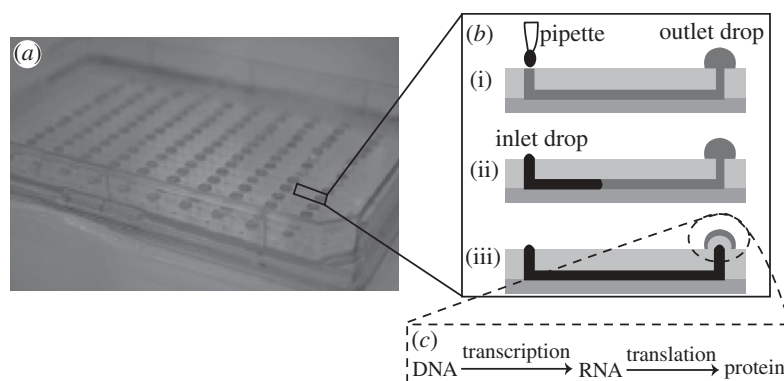 (a)
(b)
pipette
outlet drop
(i)
inlet drop
(ii)
(iii)
(c)
DNA transcription RNA translation protein